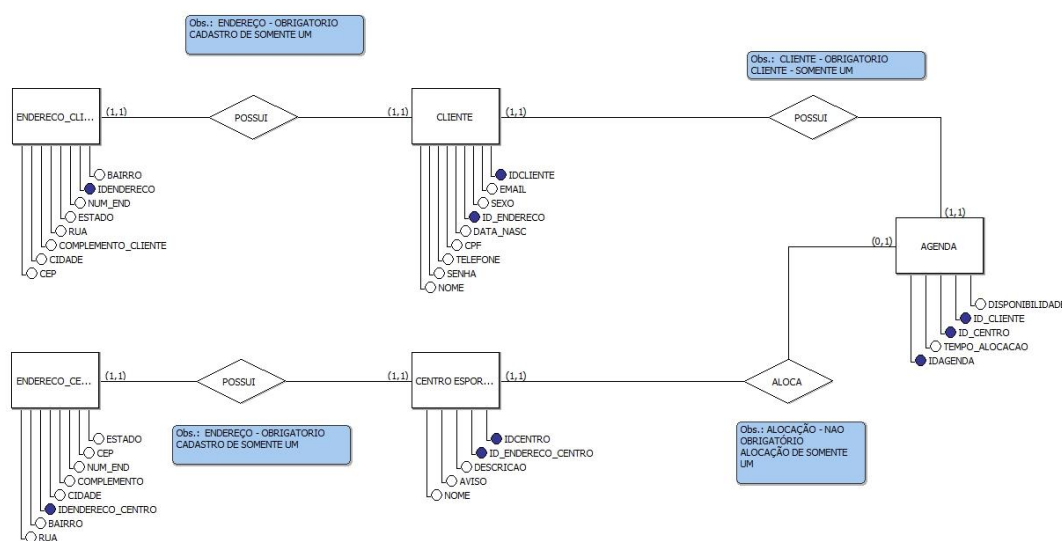 Obs.: ENDEREÇO - OBRIGATORIO
CADASTRO DE SOMENTE UM
Obs.: CLIENTE - OBRIGATORIO
CLIENTE - SOMENTE UM
ENDERECO_CLI...
(1,1)
POSSUI
(1,1)
CLIENTE
(1,1)
POSSUI
BAIRRO
IDENDERECO
NUM_END
ESTADO
RUA
COMPLEMENTO_CLIENTE
CIDADE
CEP
IDCLIENTE
EMAIL
SEXO
ID_ENDERECO
DATA_NASC
CPF
TELEFONE
SENHA
NOME
(1,1)
(0,1)
AGENDA
DISPONIBILIDADE
ID_CLIENTE
ID_CENTRO
TEMPO_ALOCACAO
IDAGENDA
ENDERECO_CE...
(1,1)
POSSUI
(1,1)
CENTRO ESPOR...
(1,1)
ALOCA
Obs.: ENDEREÇO - OBRIGATORIO
CADASTRO DE SOMENTE UM
Obs.: ALOCAÇÃO - NAO
OBRIGATÓRIO
ALOCAÇÃO DE SOMENTE
UM
ESTADO
CEP
NUM_END
COMPLEMENTO
CIDADE
IDENDERECO_CENTRO
BAIRRO
RUA
IDCENTRO
ID_ENDERECO_CENTRO
DESCRICAO
AVISO
NOME